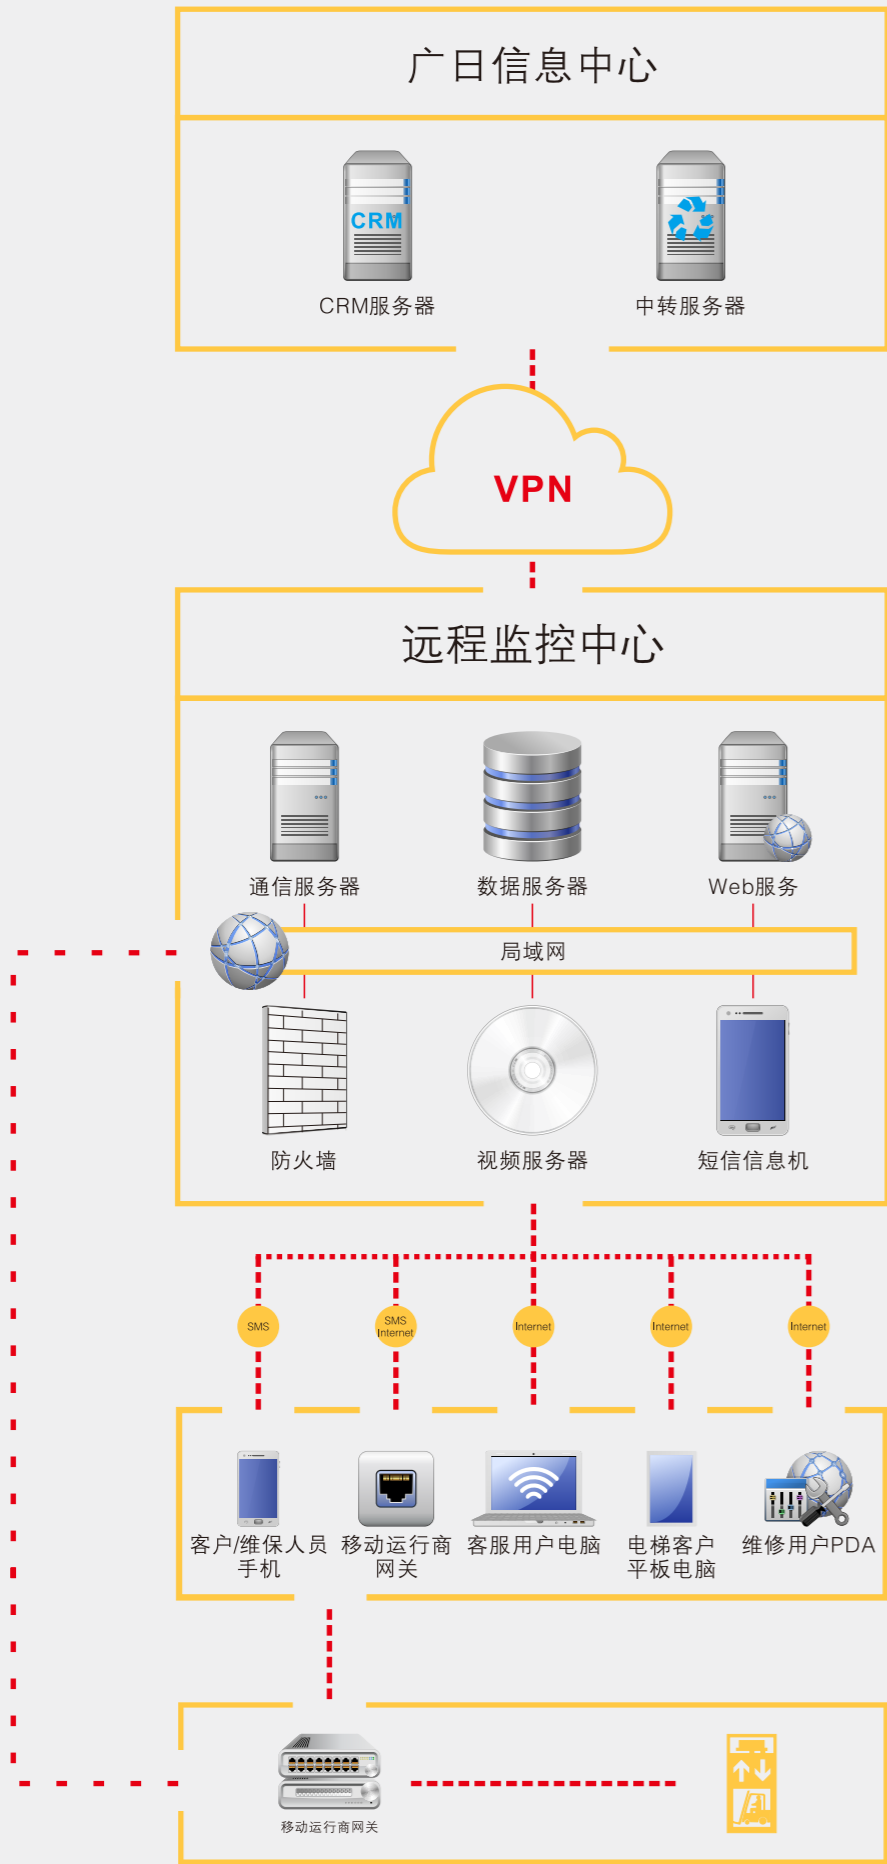 广日信息中心
CRM
CRM服务器
中转服务器
VPN
远程监控中心
通信服务器
数据服务器
Web服务
局域网
防火墙
视频服务器
短信信息机
SMS
SMS
Internet
Internet
Internet
Internet
客户/维保人员
手机
移动运行商
网关
客服用户电脑
电梯客户
平板电脑
维修用户PDA
移动运行商网关